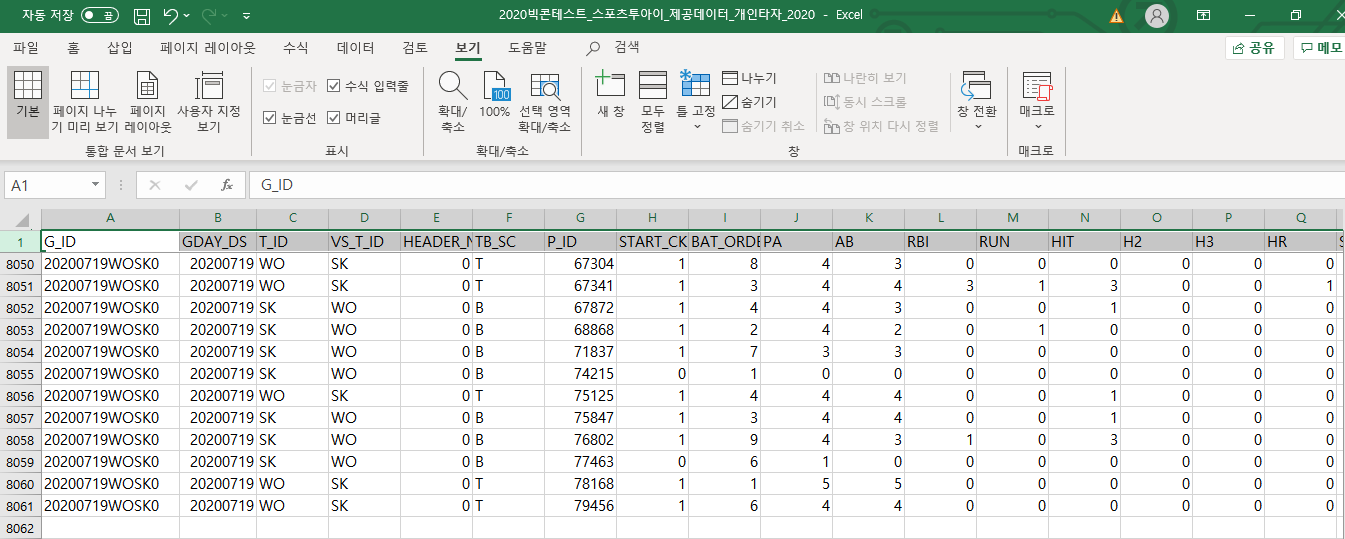 자동 저장 끔 2020빅콘테스트_스포츠투아이_제공데이터_개인타자_2020 - Excel
파일 홈 삽입 페이지 레이아웃 수식 데이터 검토 보기 도움말 검색 공유 메모
기본 페이지 나누기 미리 보기 페이지 레이아웃 사용자 지정 보기 눈금자 수식 입력줄 눈금선 머리글 확대/축소 100% 선택 영역 확대/축소 새 창 모두 정렬 틀 고정 나누기 숨기기 숨기기 취소 나란히 보기 동시 스크롤 창 위치 다시 정렬 창 전환 매크로
통합 문서 보기 표시 확대/축소 창 매크로
A1 fx G_ID
A B C D E F G H I J K L M N O P Q
1 G_ID GDAY_DS T_ID VS_T_ID HEADER_N TB_SC P_ID START_CK BAT_ORDE PA AB RBI RUN HIT H2 H3 HR S
8050 20200719WOSK0 20200719 WO SK 0 T 67304 1 8 4 3 0 0 0 0 0 0
8051 20200719WOSK0 20200719 WO SK 0 T 67341 1 3 4 4 3 1 3 0 0 1
8052 20200719WOSK0 20200719 SK WO 0 B 67872 1 4 4 3 0 0 1 0 0 0
8053 20200719WOSK0 20200719 SK WO 0 B 68868 1 2 4 2 0 1 0 0 0 0
8054 20200719WOSK0 20200719 SK WO 0 B 71837 1 7 3 3 0 0 0 0 0 0
8055 20200719WOSK0 20200719 SK WO 0 B 74215 0 1 0 0 0 0 0 0 0 0
8056 20200719WOSK0 20200719 WO SK 0 T 75125 1 4 4 4 0 0 1 0 0 0
8057 20200719WOSK0 20200719 SK WO 0 B 75847 1 3 4 4 0 0 1 0 0 0
8058 20200719WOSK0 20200719 SK WO 0 B 76802 1 9 4 3 1 0 3 0 0 0
8059 20200719WOSK0 20200719 SK WO 0 B 77463 0 6 1 0 0 0 0 0 0 0
8060 20200719WOSK0 20200719 WO SK 0 T 78168 1 1 5 5 0 0 0 0 0 0
8061 20200719WOSK0 20200719 WO SK 0 T 79456 1 6 4 4 0 0 0 0 0 0
8062